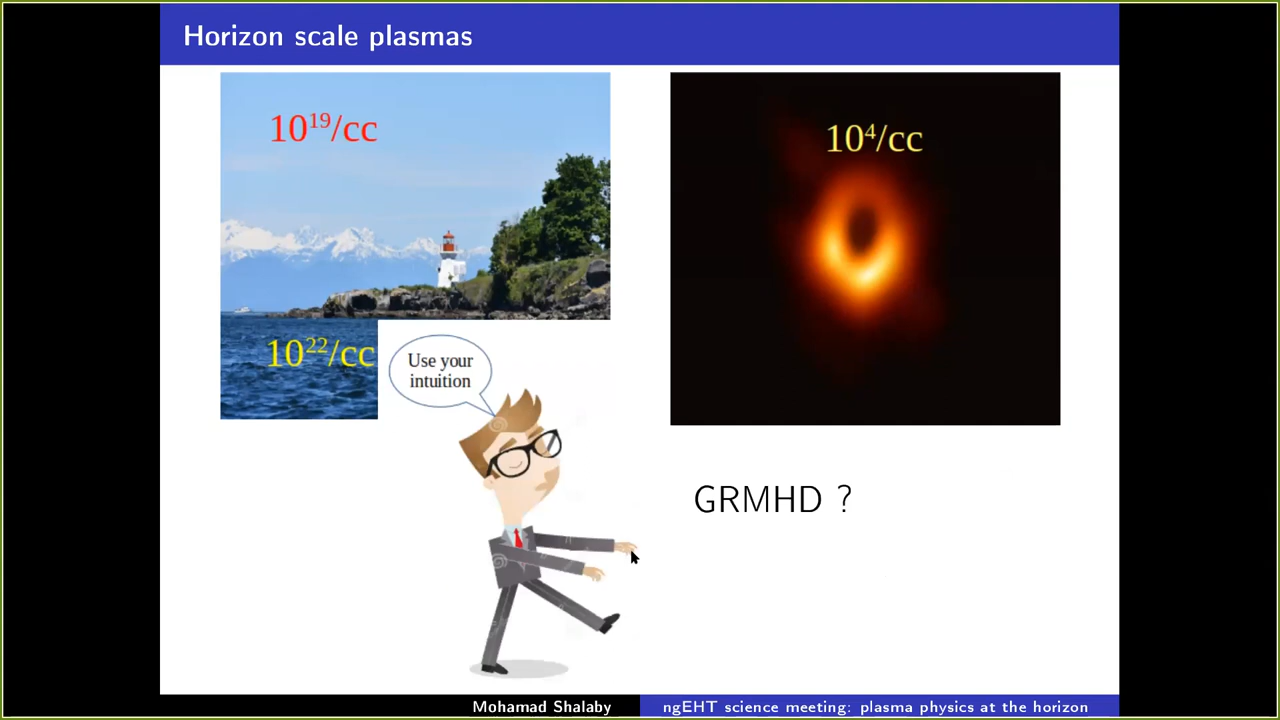 Horizon scale plasmas
10¹⁹/cc
10²²/cc
Use your
intuition
10⁴/cc
GRMHD ?
Mohamad Shalaby
ngEHT science meeting: plasma physics at the horizon